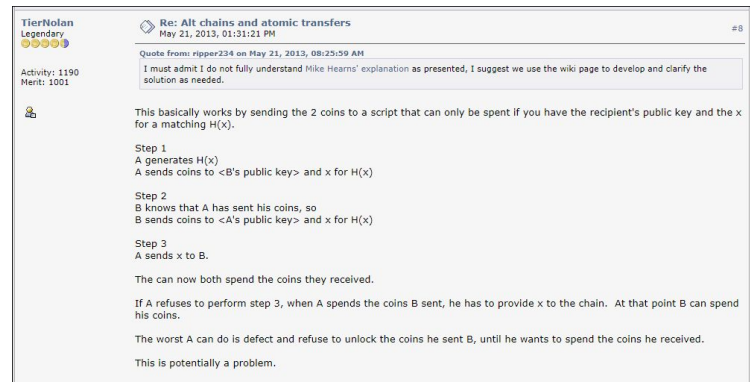 TierNolan
Legendary
Activity: 1190
Merit: 1001
Re: Alt chains and atomic transfers
May 21, 2013, 01:31:21 PM
#8
Quote from: ripper234 on May 21, 2013, 08:25:59 AM
I must admit I do not fully understand Mike Hearns' explanation as presented, I suggest we use the wiki page to develop and clarify the
solution as needed.
This basically works by sending the 2 coins to a script that can only be spent if you have the recipient's public key and the x
for a matching H(x).
Step 1
A generates H(x)
A sends coins to <B's public key> and x for H(x)
Step 2
B knows that A has sent his coins, so
B sends coins to <A's public key> and x for H(x)
Step 3
A sends x to B.
The can now both spend the coins they received.
If A refuses to perform step 3, when A spends the coins B sent, he has to provide x to the chain.  At that point B can spend
his coins.
The worst A can do is defect and refuse to unlock the coins he sent B, until he wants to spend the coins he received.
This is potentially a problem.